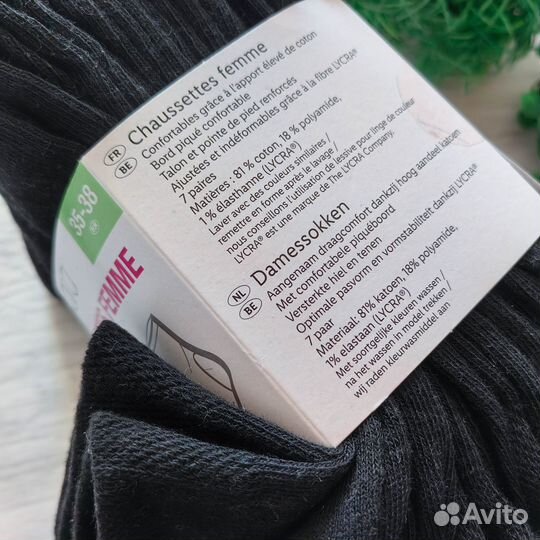 FR
BE
Chaussettes femme
Confortables grâce à l'apport élevé de coton
Bord piqué confortable
Talon et pointe de pied renforcés
Ajustées et indéformables grâce à la fibre LYCRA®
7 paires
Matières : 81 % coton, 18 % polyamide,
1% élasthanne (LYCRA®)
Laver avec des couleurs similaires /
remettre en forme après le lavage /
nous conseillons l'utilisation de lessive pour linge de couleur
LYCRA® est une marque de The LYCRA Company.
NL
BE
Damessokken
Aangenaam draagcomfort dankzij hoog aandeel katoen
Met comfortabele piquéboord
Versterkte hiel en tenen
Optimale pasvorm en vormstabiliteit dankzij LYCRA®
7 paar
Materiaal: 81% katoen, 18% polyamide,
1% elastaan (LYCRA®)
Met soortgelijke kleuren wassen /
na het wassen in model trekken /
wij raden kleurwasmiddel aan
35-38
FEMME
Avito